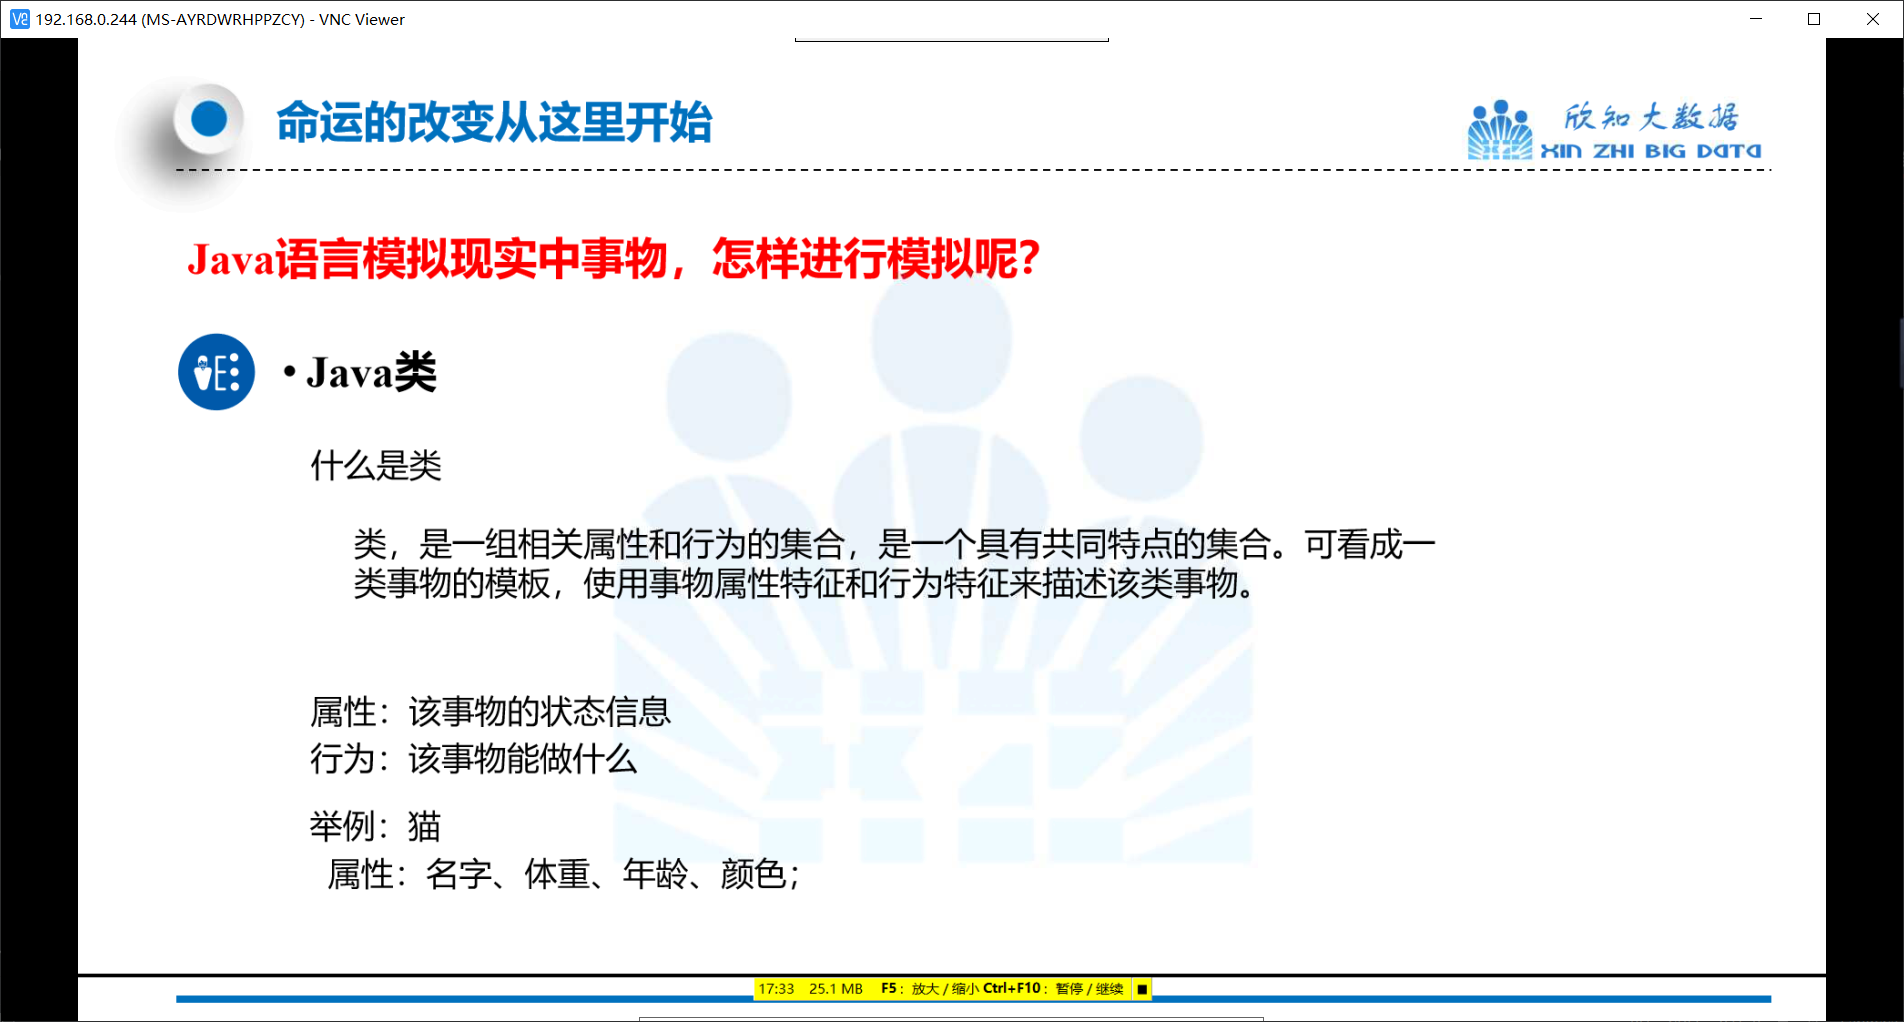 192.168.0.244 (MS-AYRDWRHPPZCY) - VNC Viewer
命运的改变从这里开始
欣知大数据
XIN ZHI BIG DATA
Java语言模拟现实中事物，怎样进行模拟呢？
• Java类
什么是类
类，是一组相关属性和行为的集合，是一个具有共同特点的集合。可看成一
类事物的模板，使用事物属性特征和行为特征来描述该类事物。
属性：该事物的状态信息
行为：该事物能做什么
举例：猫
属性：名字、体重、年龄、颜色；
17:33 25.1 MB F5：放大 / 缩小 Ctrl+F10：暂停 / 继续